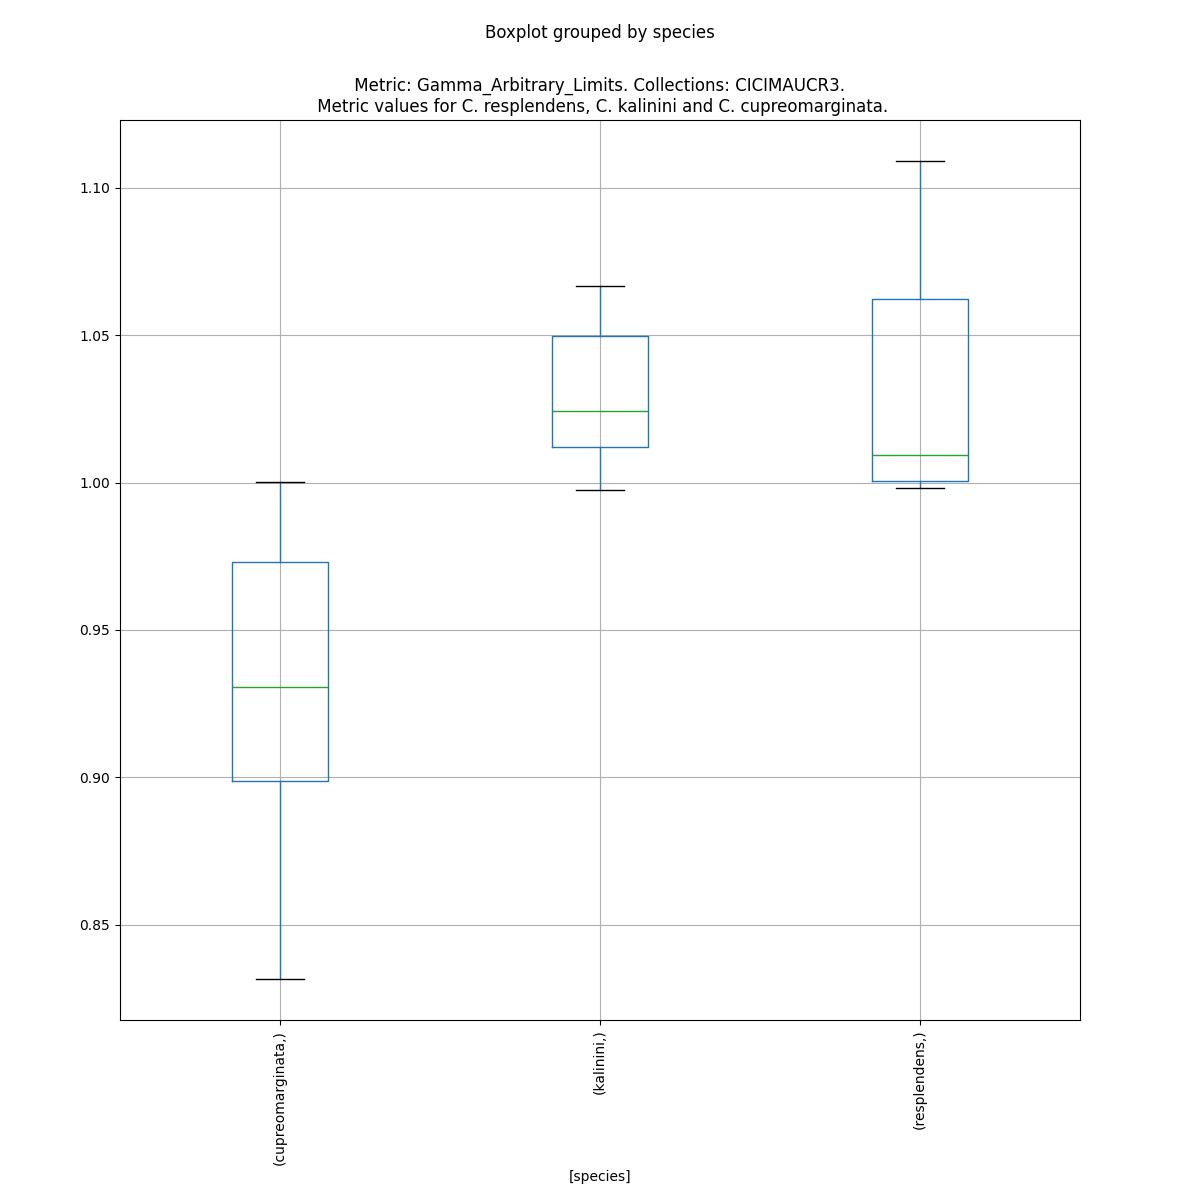 Boxplot grouped by species
Metric: Gamma_Arbitrary_Limits. Collections: CICIMAUCR3.
Metric values for C. resplendens, C. kalinini and C. cupreomarginata.
1.10
1.05
1.00
0.95
0.90
0.85
(cupreomarginata,)
(kalinini,)
(resplendens,)
[species]